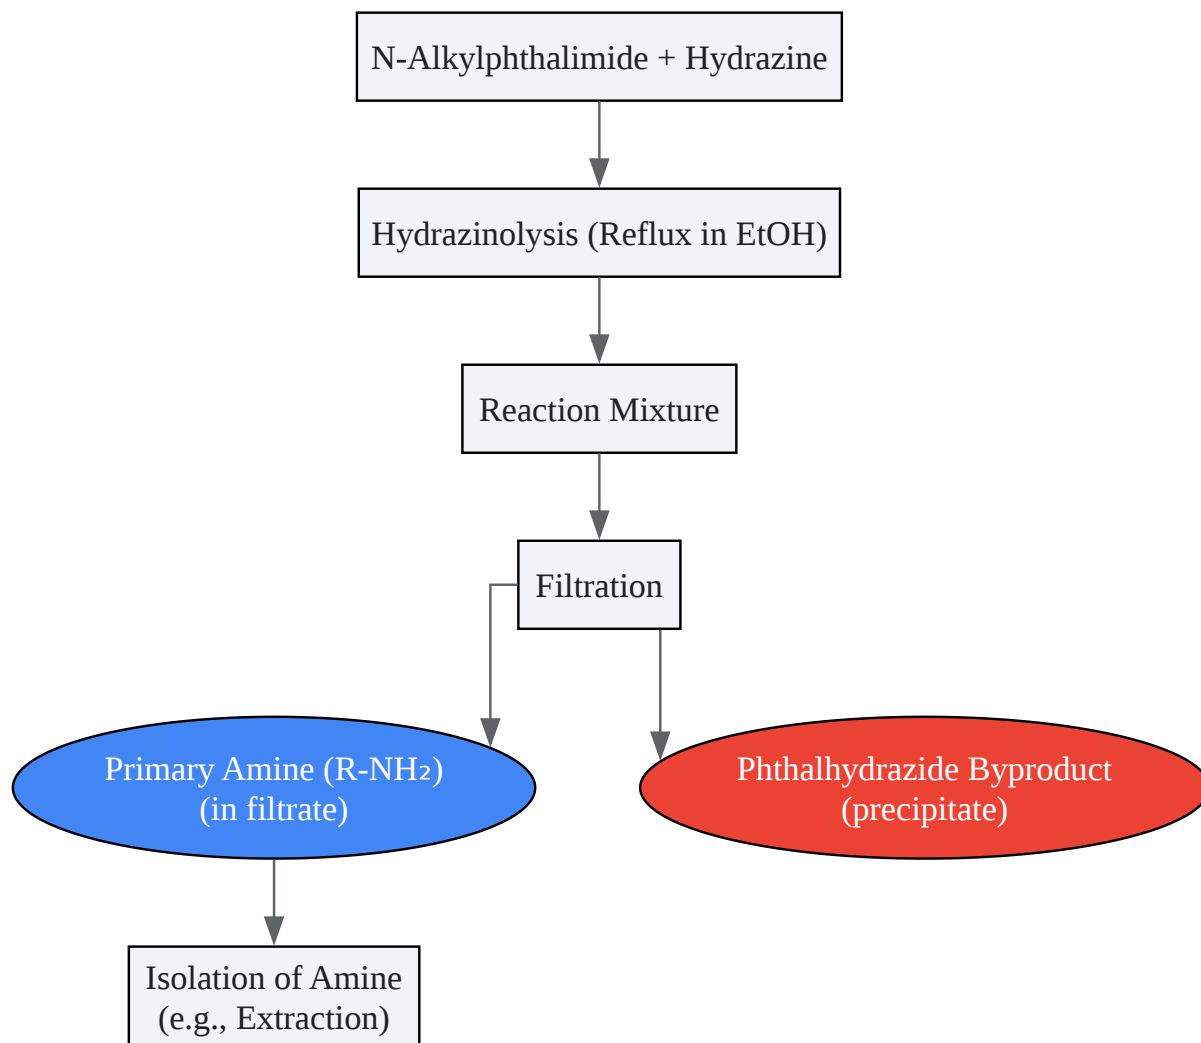 N-Alkylphthalimide + Hydrazine
Hydrazinolysis (Reflux in EtOH)
Reaction Mixture
Filtration
Primary Amine (R-NH₂)
(in filtrate)
Phthalhydrazide Byproduct
(precipitate)
Isolation of Amine
(e.g., Extraction)